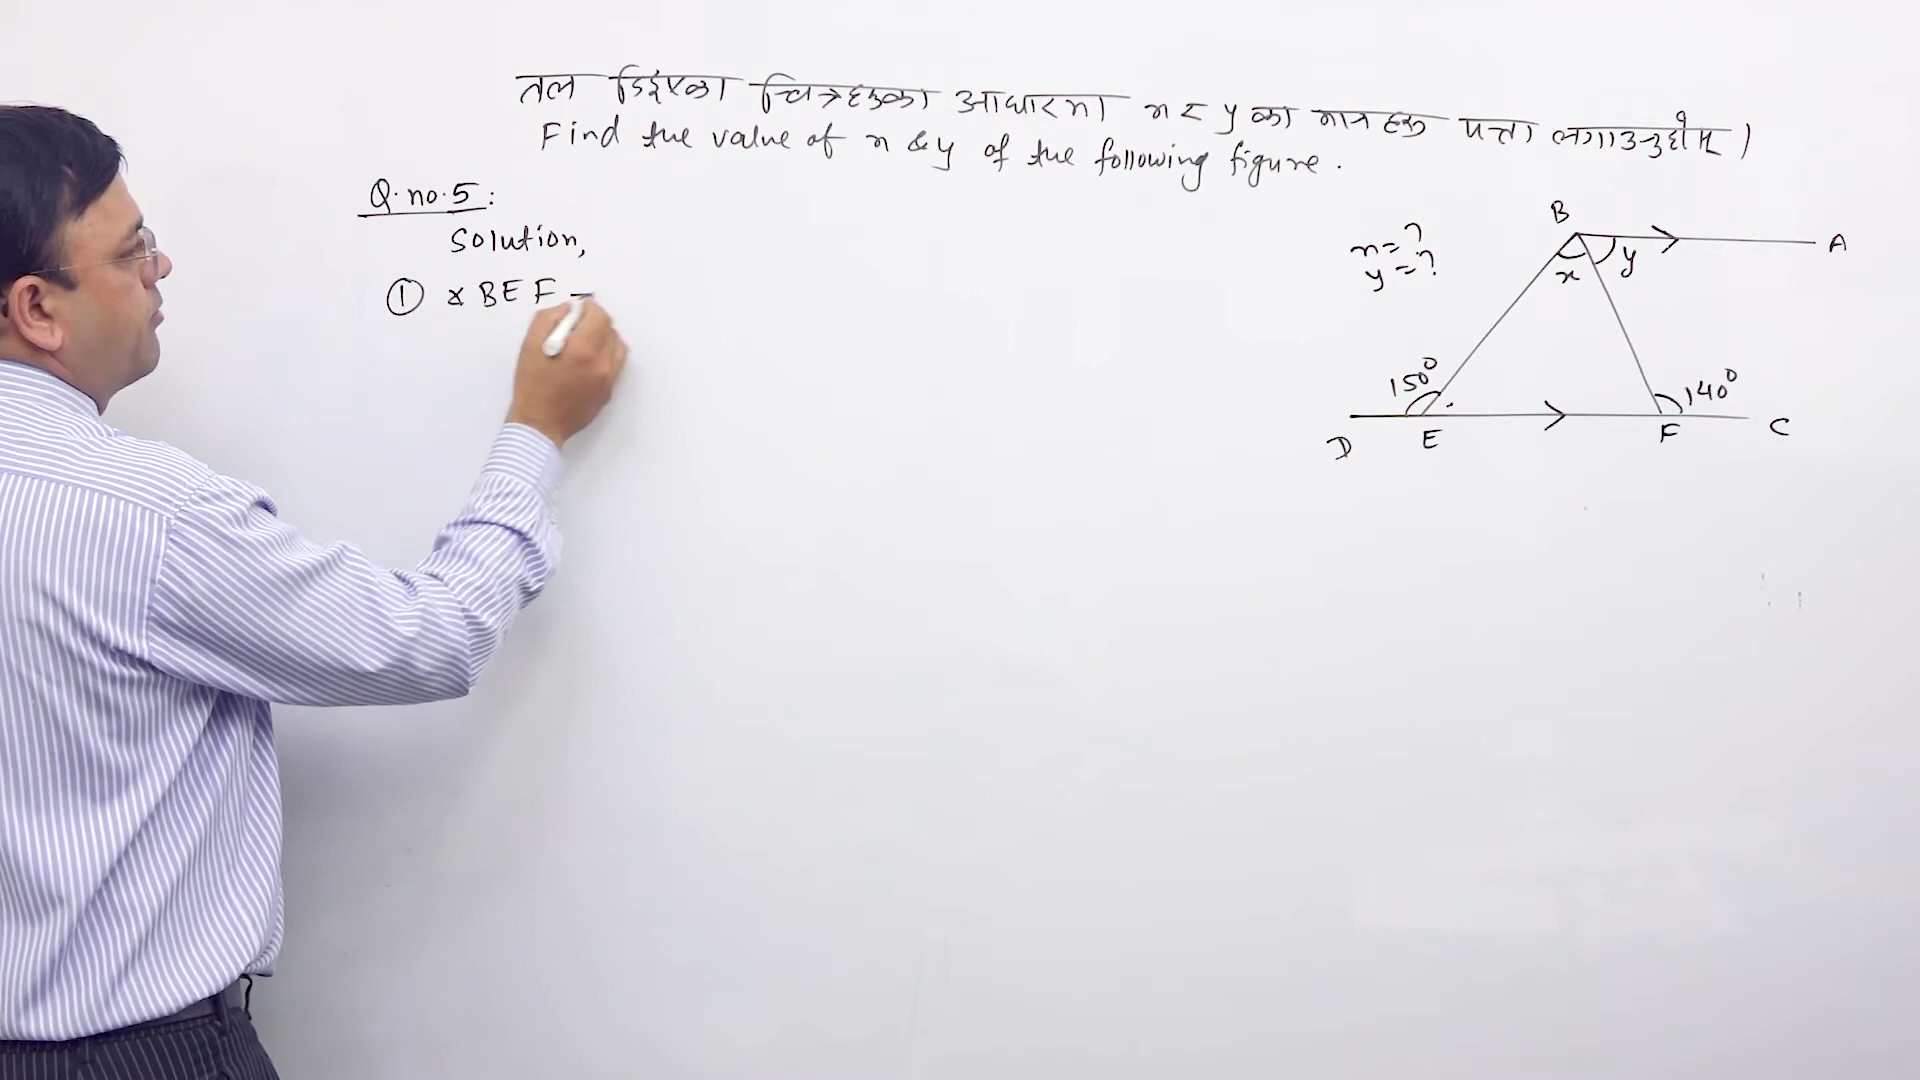 तल दिइएका चित्रहरुका आधारमा x र y का मानहरु पत्ता लगाउनुहोस् ।
Find the value of x & y of the following figure.
Q.no.5:
Solution,
① ∡BEF
x=?
y=?
B
A
x
y
150°
140°
D
E
F
C